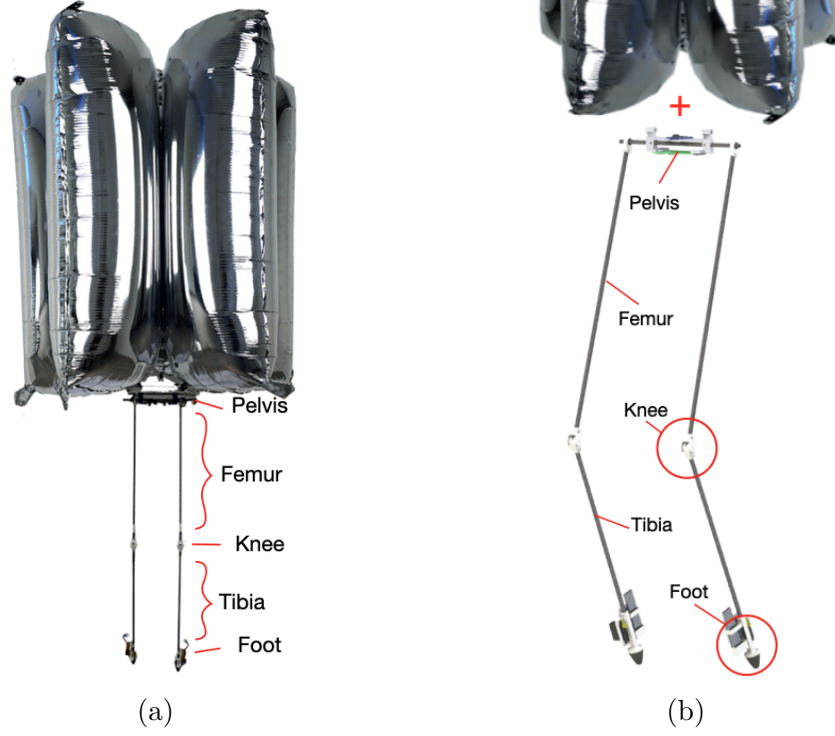 Pelvis
Femur
Knee
Tibia
Foot
(a)
+
Pelvis
Femur
Knee
Tibia
Foot
(b)